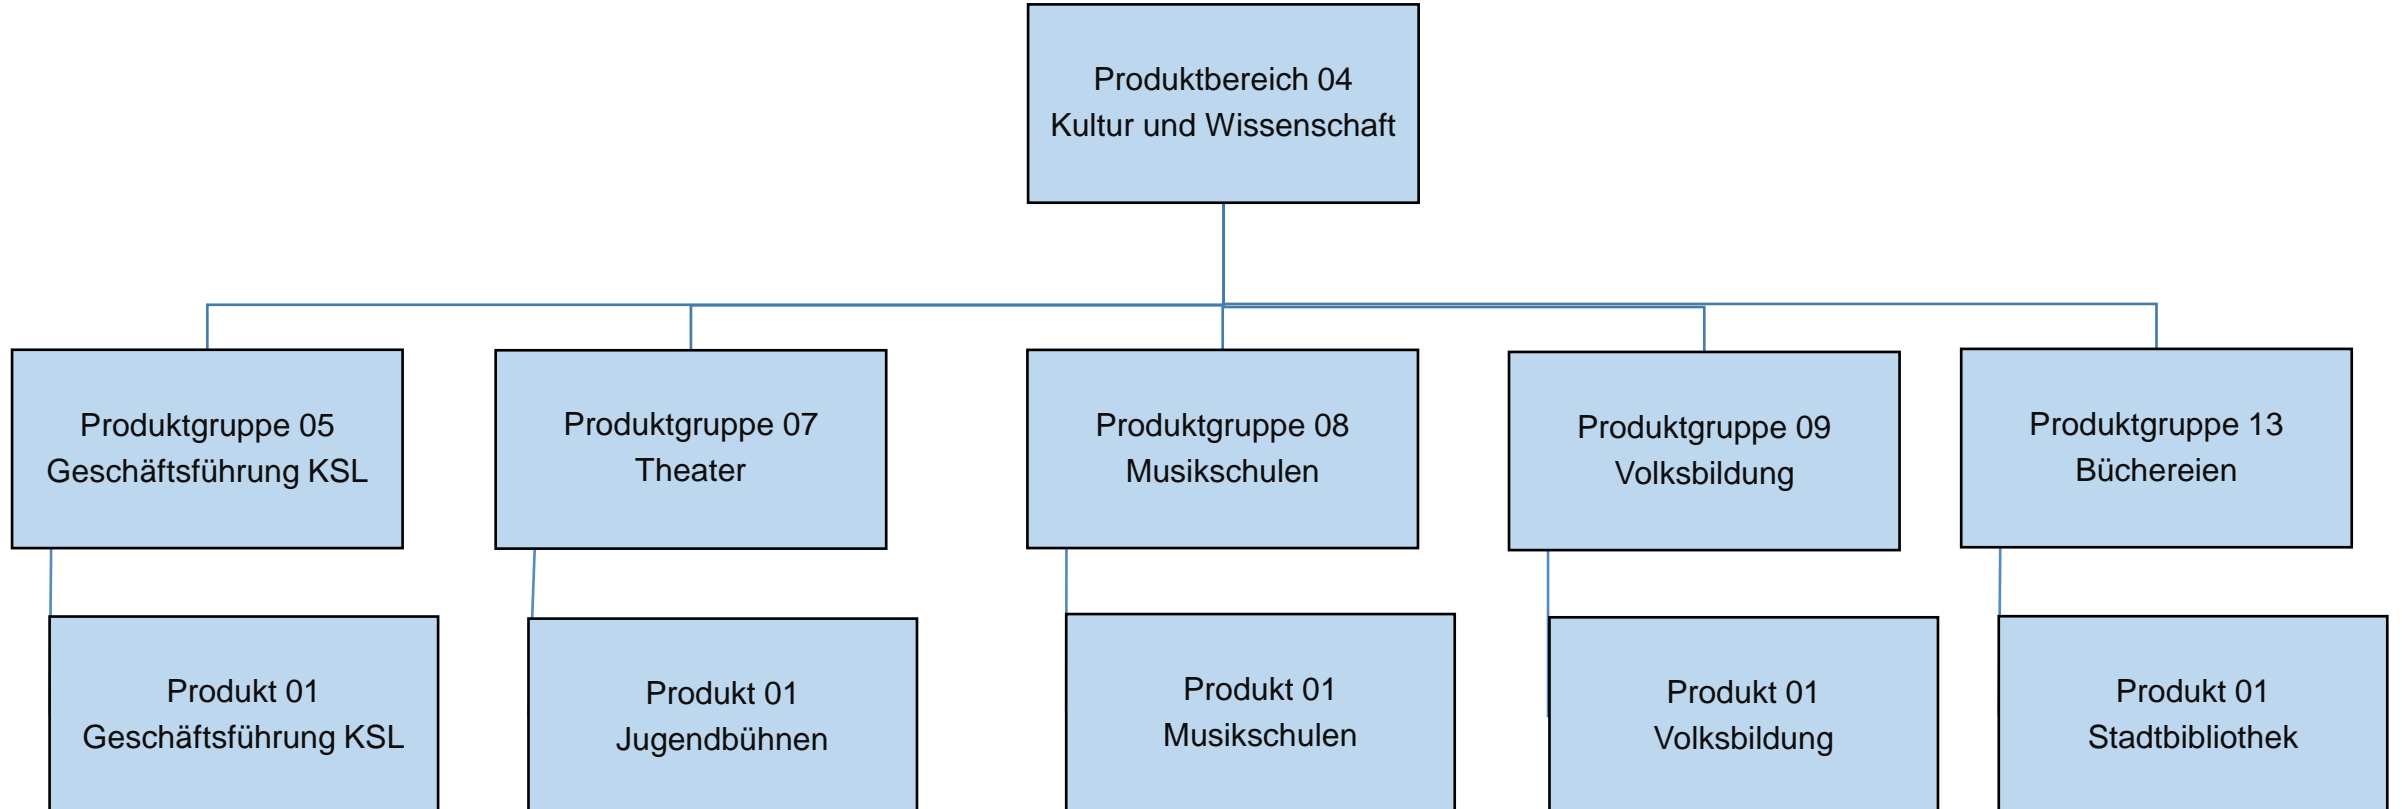 Produktbereich 04
Kultur und Wissenschaft
Produktgruppe 05
Geschäftsführung KSL
Produktgruppe 07
Theater
Produktgruppe 08
Musikschulen
Produktgruppe 09
Volksbildung
Produktgruppe 13
Büchereien
Produkt 01
Geschäftsführung KSL
Produkt 01
Jugendbühnen
Produkt 01
Musikschulen
Produkt 01
Volksbildung
Produkt 01
Stadtbibliothek